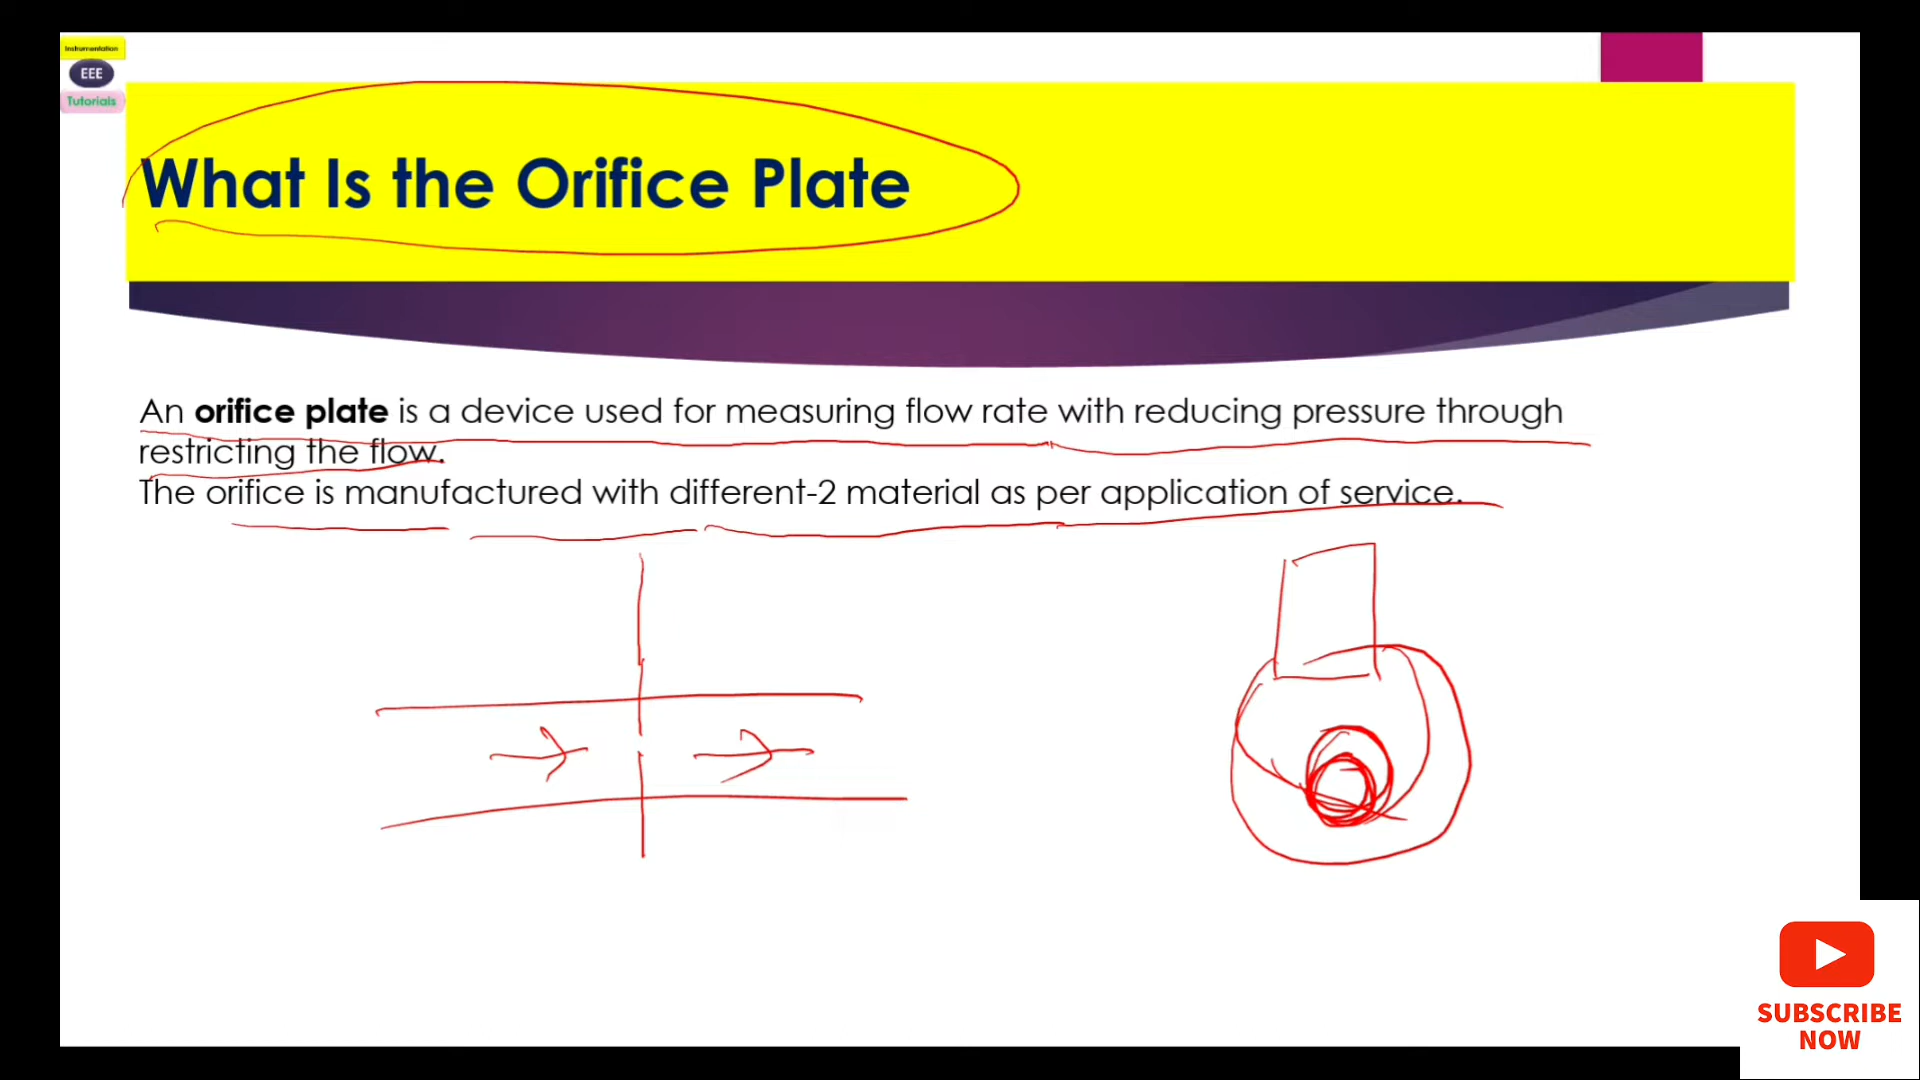 Instrumentation
EEE
Tutorials
What Is the Orifice Plate
An orifice plate is a device used for measuring flow rate with reducing pressure through
restricting the flow.
The orifice is manufactured with different-2 material as per application of service.
SUBSCRIBE
NOW